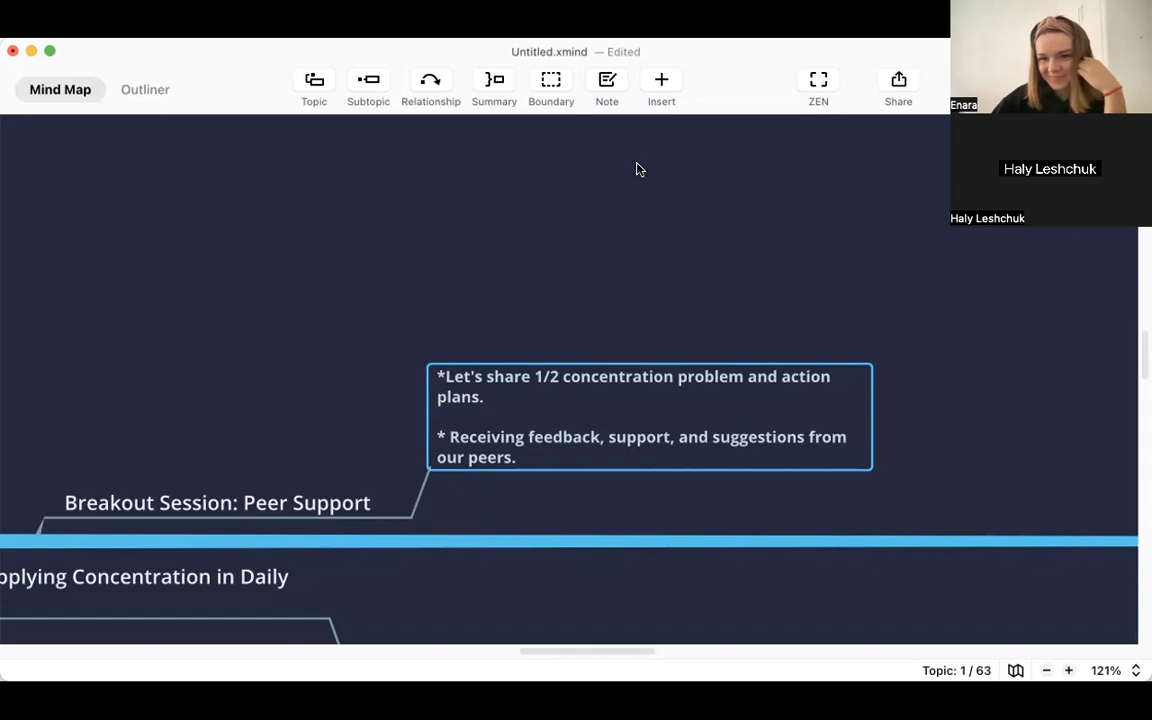 Untitled.xmind — Edited
Mind Map
Outliner
Topic
Subtopic
Relationship
Summary
Boundary
Note
Insert
ZEN
Share
Enara
Haly Leshchuk
Haly Leshchuk
*Let's share 1/2 concentration problem and action
plans.
* Receiving feedback, support, and suggestions from
our peers.
Breakout Session: Peer Support
pplying Concentration in Daily
Topic: 1 / 63
121%